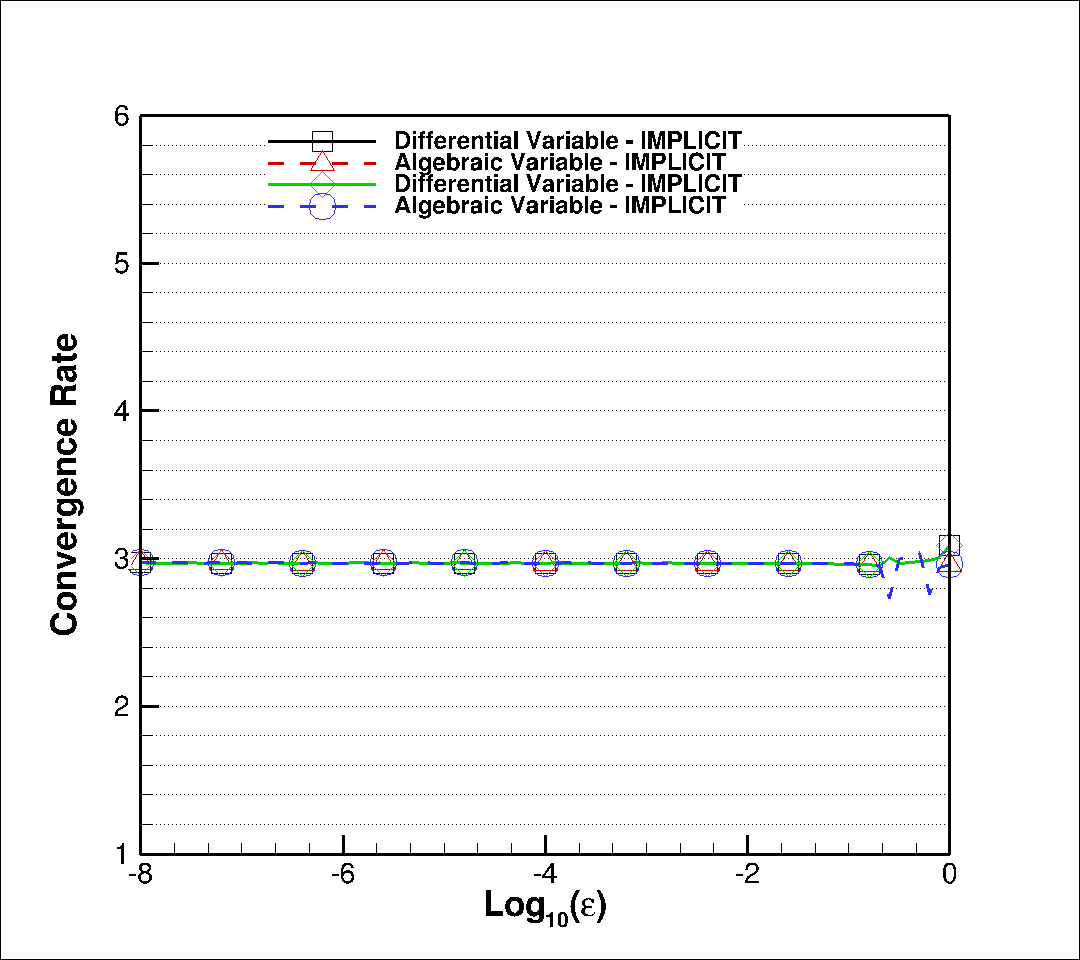 6
Differential Variable - IMPLICIT
Algebraic Variable - IMPLICIT
Differential Variable - IMPLICIT
Algebraic Variable - IMPLICIT
5
4
3
2
1
Convergence Rate
-8 -6 -4 -2 0
Log10(ε)